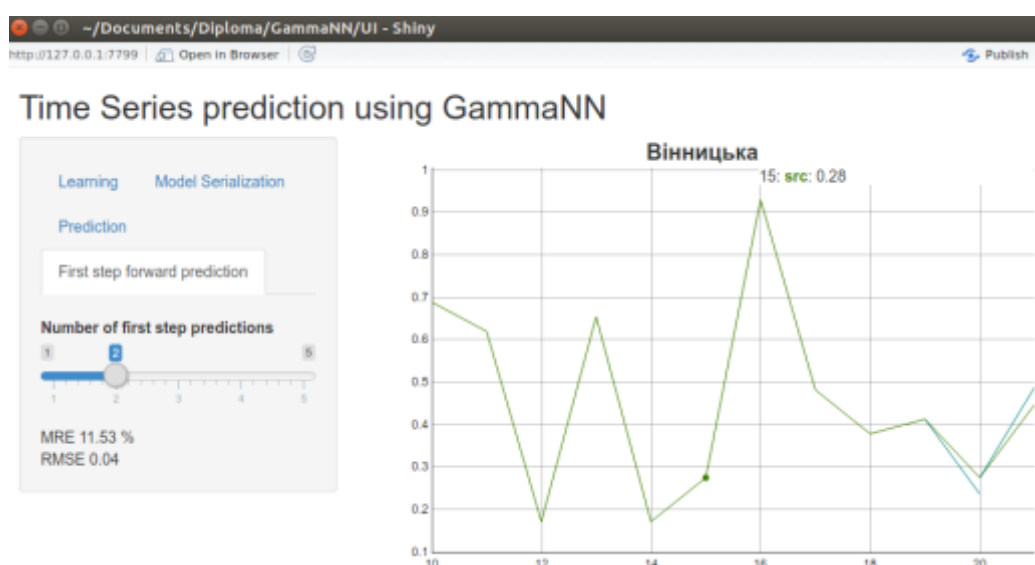 ~/Documents/Diploma/GammaNN/UI - Shiny
http://127.0.0.1:7799 Open in Browser Publish
Time Series prediction using GammaNN
Learning Model Serialization
Prediction
First step forward prediction
Number of first step predictions
1 2 5
1 2 3 4 5
MRE 11.53 %
RMSE 0.04
Вінницька
15: src: 0.28
1
0.9
0.8
0.7
0.6
0.5
0.4
0.3
0.2
0.1
10 12 14 16 18 20